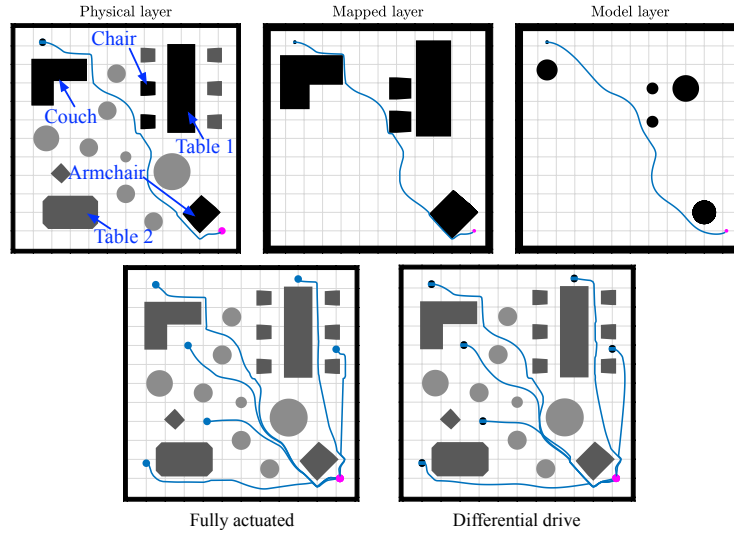 Physical layer
Mapped layer
Model layer
Chair
Couch
Table 1
Armchair
Table 2
Fully actuated
Differential drive